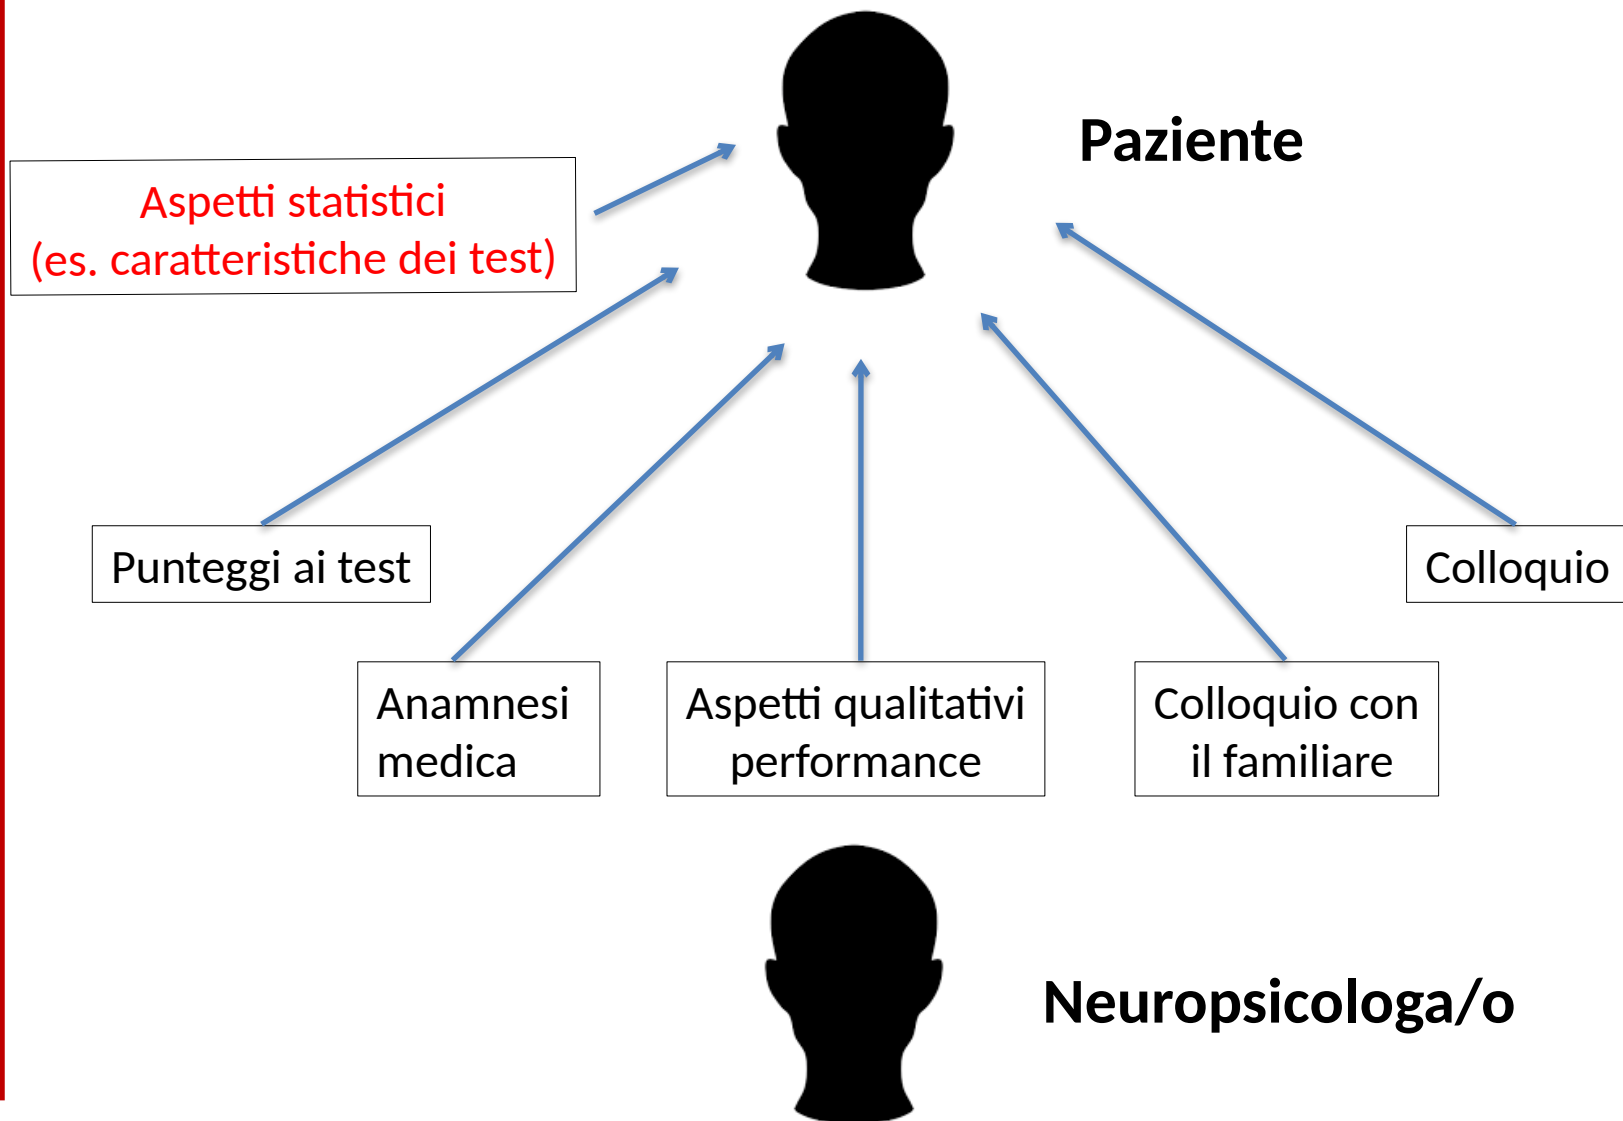 Paziente
Aspetti statistici
(es. caratteristiche dei test)
Punteggi ai test
Colloquio
Anamnesi
medica
Aspetti qualitativi
performance
Colloquio con
il familiare
Neuropsicologa/o